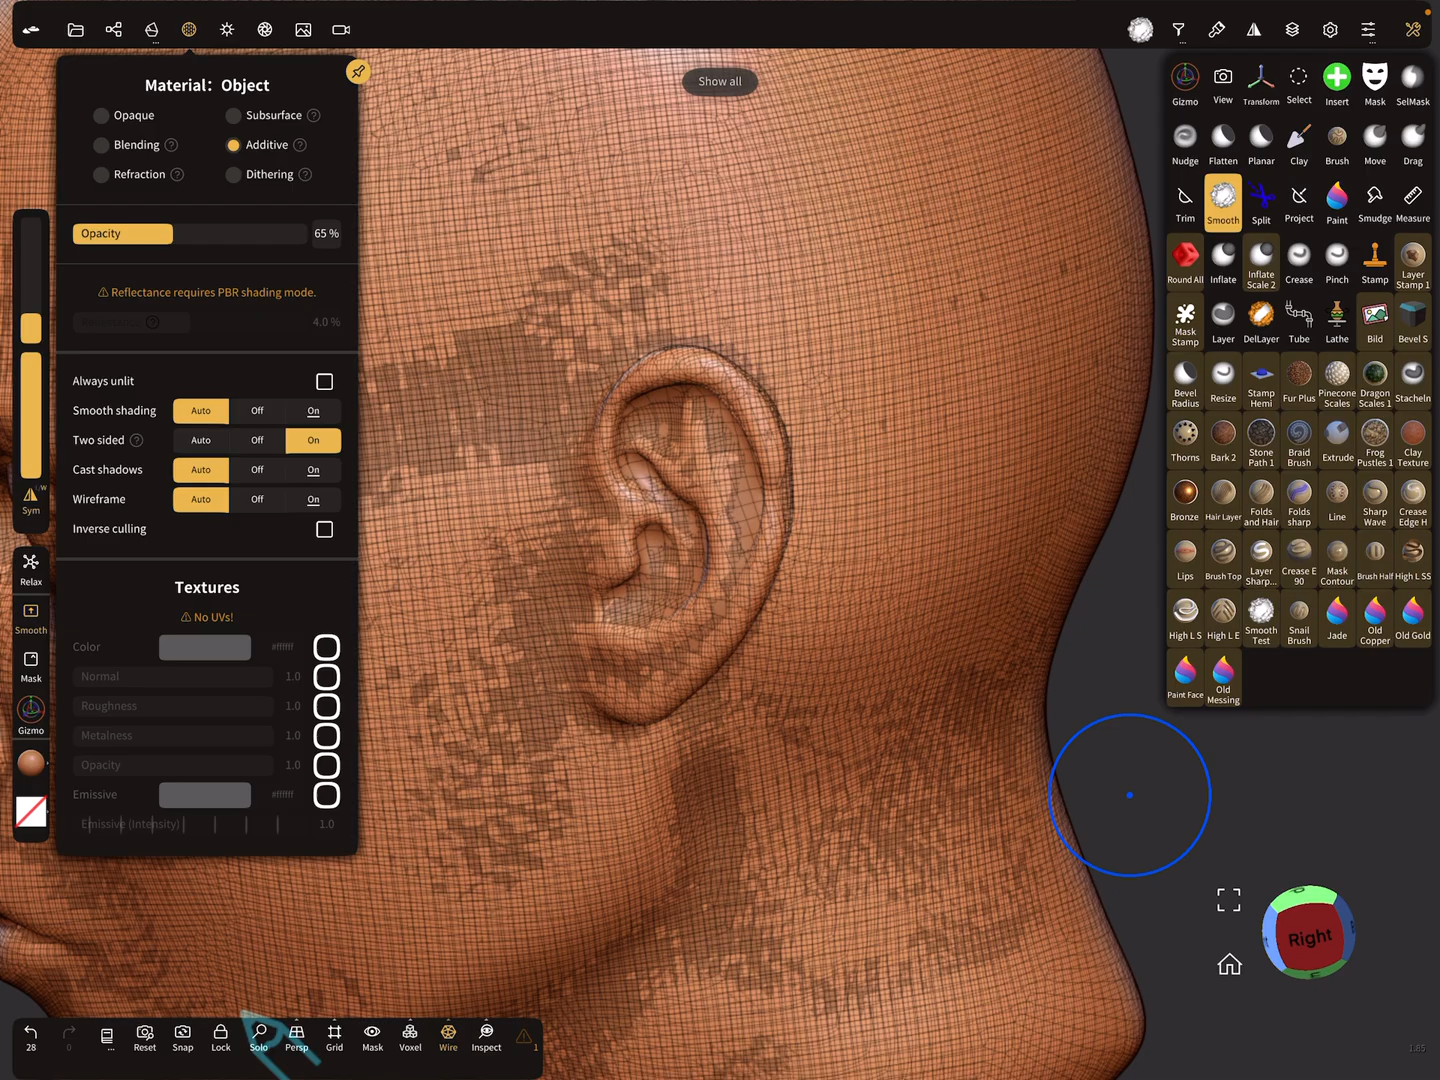 Show all
Material: Object
Opaque
Subsurface ?
Blending ?
Additive ?
Refraction ?
Dithering ?
Opacity
65 %
Reflectance requires PBR shading mode.
?
4.0 %
Always unlit
Smooth shading
Auto Off On
Two sided ?
Auto Off On
Cast shadows
Auto Off On
Wireframe
Auto Off On
Inverse culling
Textures
No UVs!
Color
#ffffff
Normal
1.0
Roughness
1.0
Metalness
1.0
Opacity
1.0
Emissive
#ffffff
Emissive (Intensity)
1.0
Sym
Relax
Smooth
Mask
Gizmo
Gizmo View Transform Select Insert Mask SelMask
Nudge Flatten Planar Clay Brush Move Drag
Trim Smooth Split Project Paint Smudge Measure
Round All Inflate Inflate Scale 2 Crease Pinch Stamp Layer Stamp 1
Mask Stamp Layer DelLayer Tube Lathe Bild Bevel S
Bevel Radius Resize Stamp Hemi Fur Plus Pinecone Scales Dragon Scales 1 Stacheln
Thorns Bark 2 Stone Path 1 Braid Brush Extrude Frog Pustles 1 Clay Texture
Bronze Hair Layer Folds and Hair Folds sharp Line Sharp Wave Crease Edge H
Lips Brush Top Layer Sharp... Crease E 90 Mask Contour Brush Half High L SS
High L S High L E Smooth Test Snail Brush Jade Old Copper Old Gold
Paint Face Old Messing
Right
28
0
...
Reset
Snap
Lock
Solo
Persp
Grid
Mask
Voxel
Wire
Inspect
1
1.85